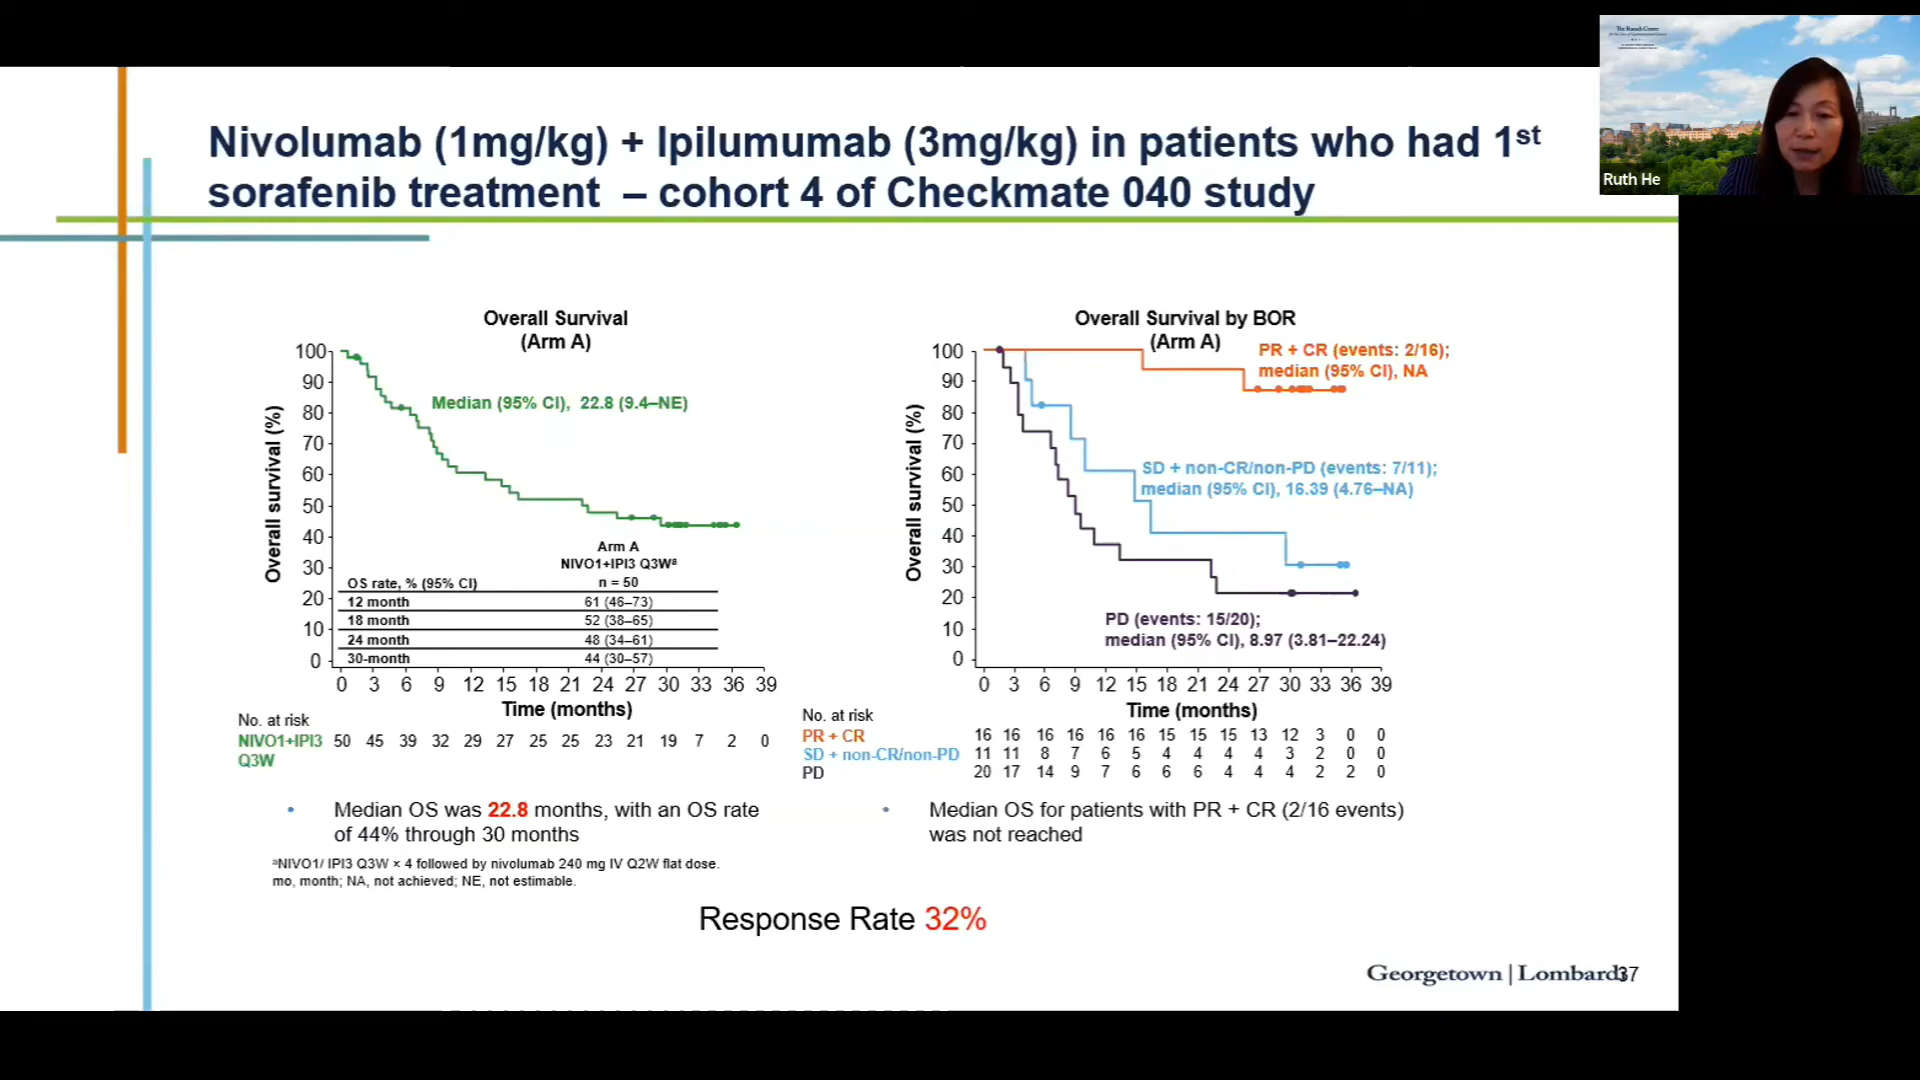 The Ruesch Center
Ruth He
Nivolumab (1mg/kg) + Ipilumumab (3mg/kg) in patients who had 1st
sorafenib treatment – cohort 4 of Checkmate 040 study
Overall Survival
(Arm A)
Overall survival (%)
100
90
80
70
60
50
40
30
20
10
0
Median (95% CI), 22.8 (9.4–NE)
Arm A
NIVO1+IPI3 Q3Wa
OS rate, % (95% CI) n = 50
12 month 61 (46–73)
18 month 52 (38–65)
24 month 48 (34–61)
30-month 44 (30–57)
0 3 6 9 12 15 18 21 24 27 30 33 36 39
Time (months)
No. at risk
NIVO1+IPI3 50 45 39 32 29 27 25 25 23 21 19 7 2 0
Q3W
Overall Survival by BOR
(Arm A)
Overall survival (%)
100
90
80
70
60
50
40
30
20
10
0
PR + CR (events: 2/16);
median (95% CI), NA
SD + non-CR/non-PD (events: 7/11);
median (95% CI), 16.39 (4.76–NA)
PD (events: 15/20);
median (95% CI), 8.97 (3.81–22.24)
0 3 6 9 12 15 18 21 24 27 30 33 36 39
Time (months)
No. at risk
PR + CR 16 16 16 16 16 16 15 15 15 13 12 3 0 0
SD + non-CR/non-PD 11 11 8 7 6 5 4 4 4 4 3 2 0 0
PD 20 17 14 9 7 6 6 6 4 4 4 2 2 0
• Median OS was 22.8 months, with an OS rate
of 44% through 30 months
• Median OS for patients with PR + CR (2/16 events)
was not reached
aNIVO1/ IPI3 Q3W × 4 followed by nivolumab 240 mg IV Q2W flat dose.
mo, month; NA, not achieved; NE, not estimable.
Response Rate 32%
Georgetown | Lombardi
37